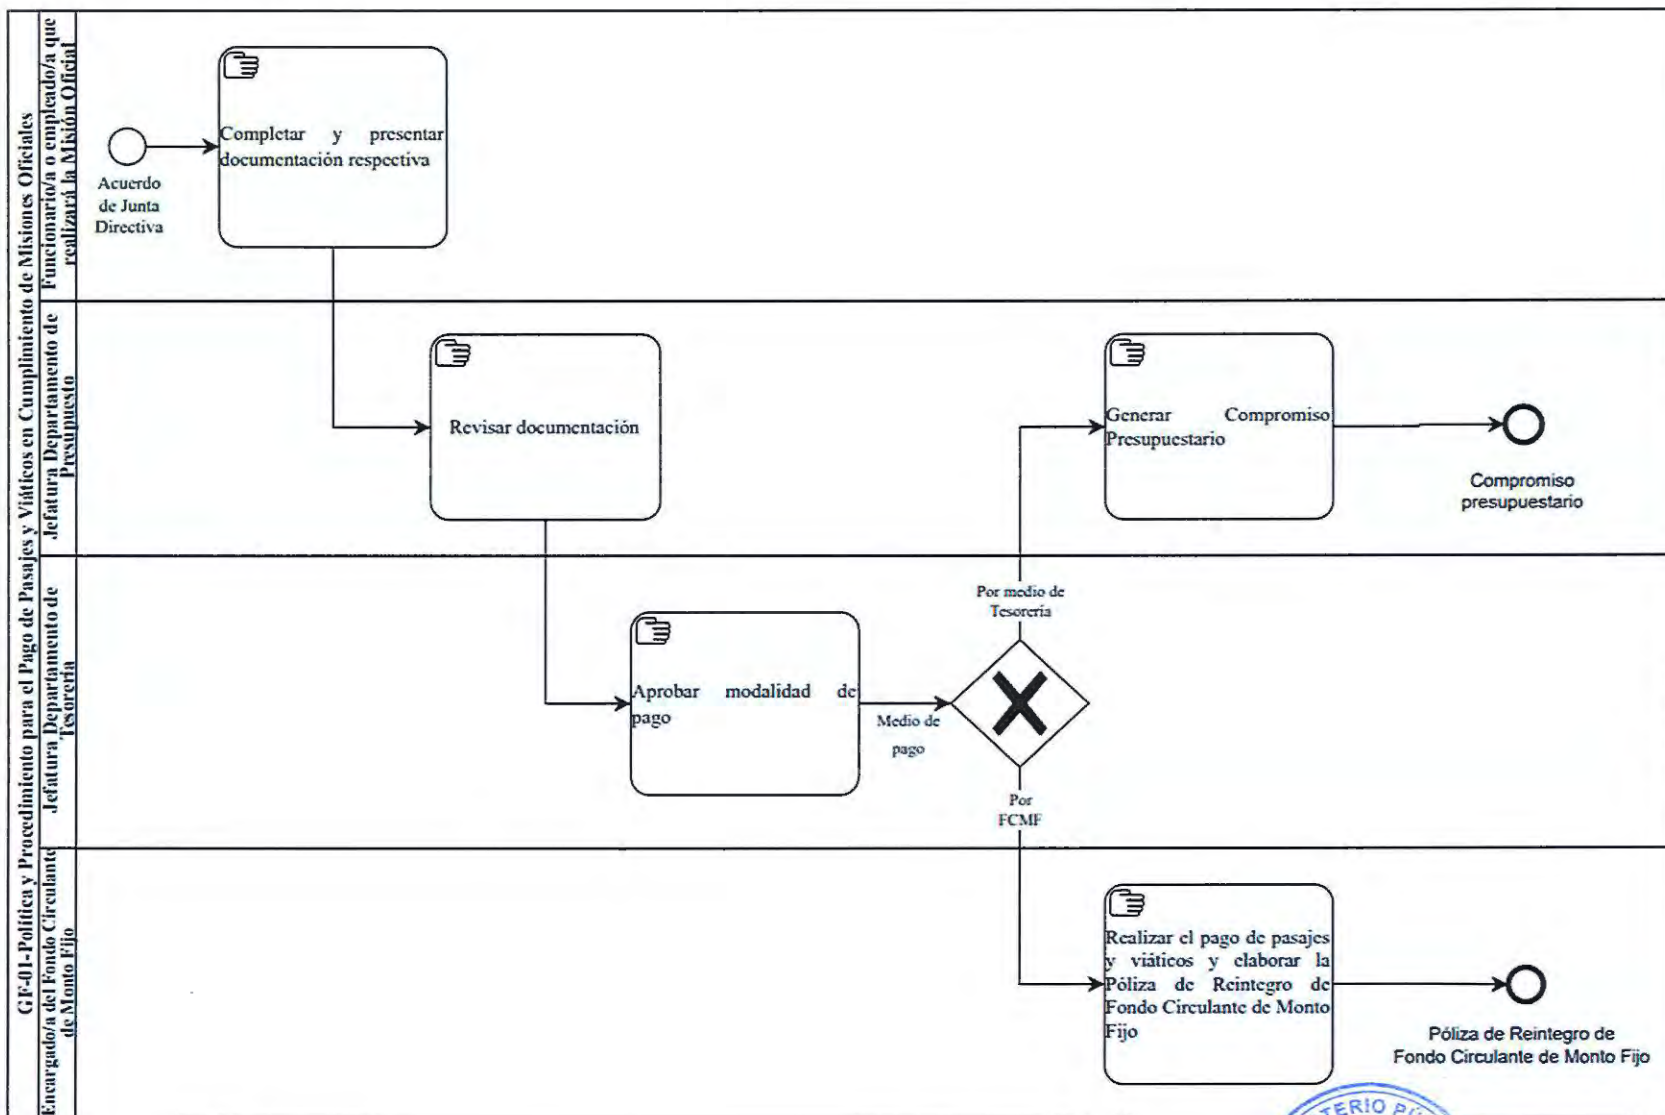 GF-01-Política y Procedimiento para el Pago de Pasajes y Viáticos en Cumplimiento de Misiones Oficiales
Funcionario/a o empleado/a que
realizará la Misión Oficial
Acuerdo
de Junta
Directiva
Completar y presentar
documentación respectiva
Jefatura Departamento de
Presupuesto
Revisar documentación
Generar Compromiso
Presupuestario
Compromiso
presupuestario
Jefatura Departamento de
Tesorería
Aprobar modalidad de
pago
Medio de
pago
Por medio de
Tesorería
Por
FCMF
Encargado/a del Fondo Circulante
de Monto Fijo
Realizar el pago de pasajes
y viáticos y elaborar la
Póliza de Reintegro de
Fondo Circulante de Monto
Fijo
Póliza de Reintegro de
Fondo Circulante de Monto Fijo